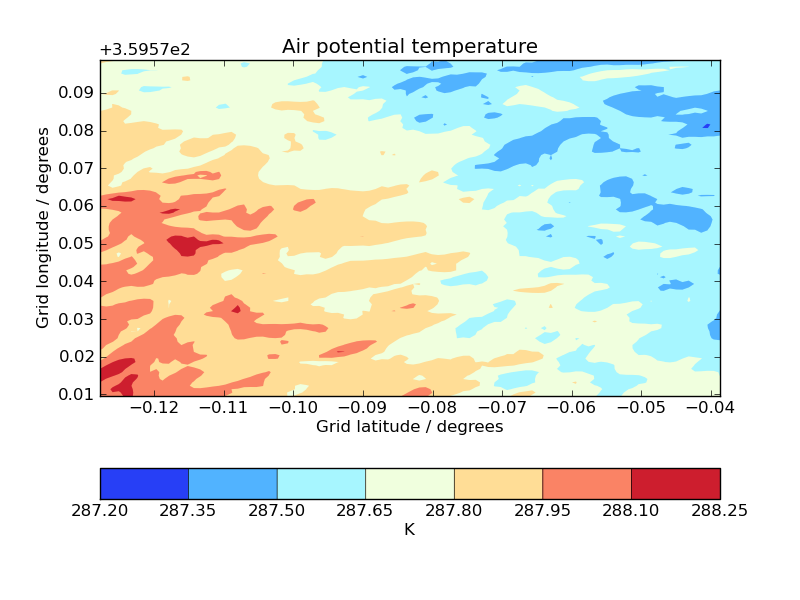 +3.5957e2
Air potential temperature
Grid longitude / degrees
0.09
0.08
0.07
0.06
0.05
0.04
0.03
0.02
0.01
−0.12 −0.11 −0.10 −0.09 −0.08 −0.07 −0.06 −0.05 −0.04
Grid latitude / degrees
287.20 287.35 287.50 287.65 287.80 287.95 288.10 288.25
K